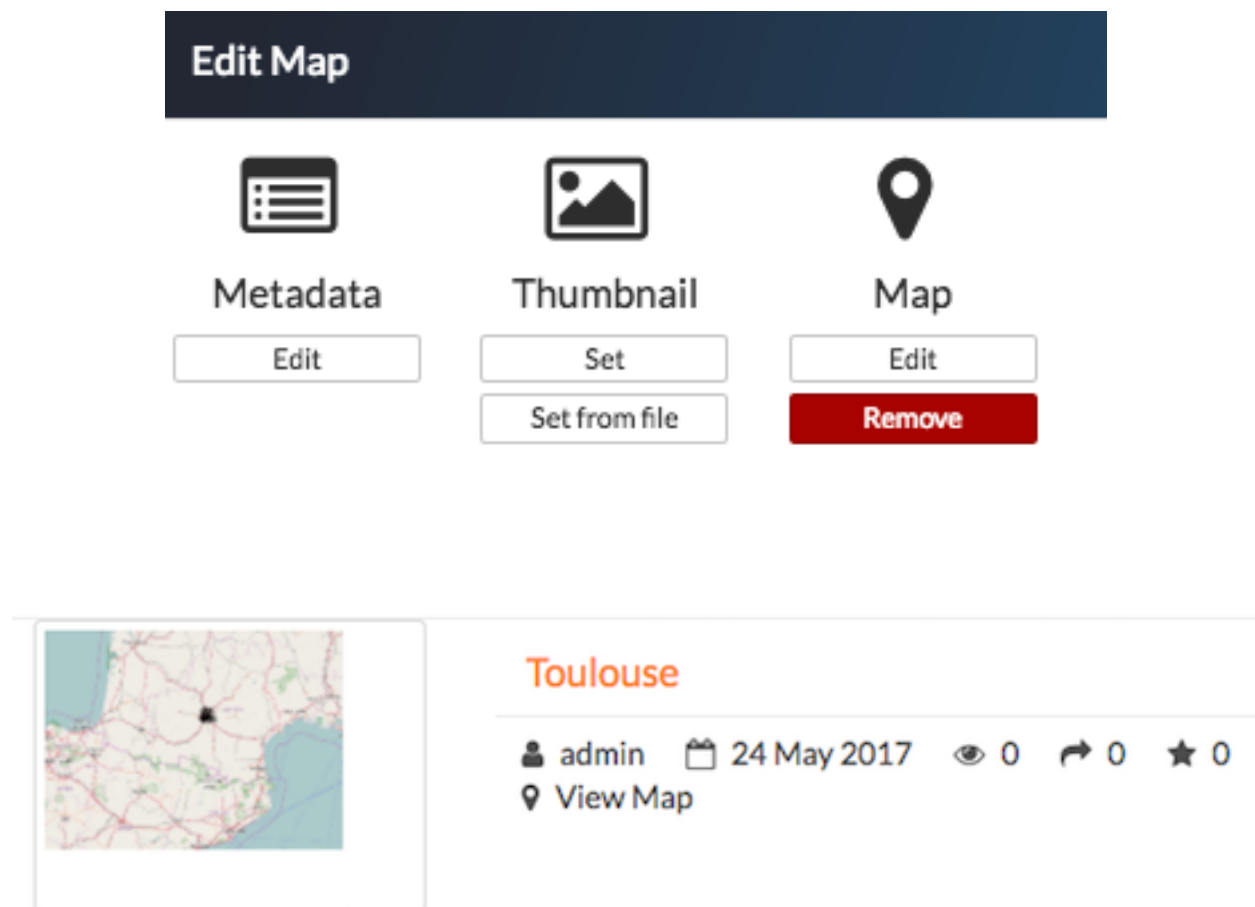 Edit Map
Metadata Thumbnail Map
Edit Set Edit
Set from file Remove
Toulouse
admin 24 May 2017 0 0 0
View Map